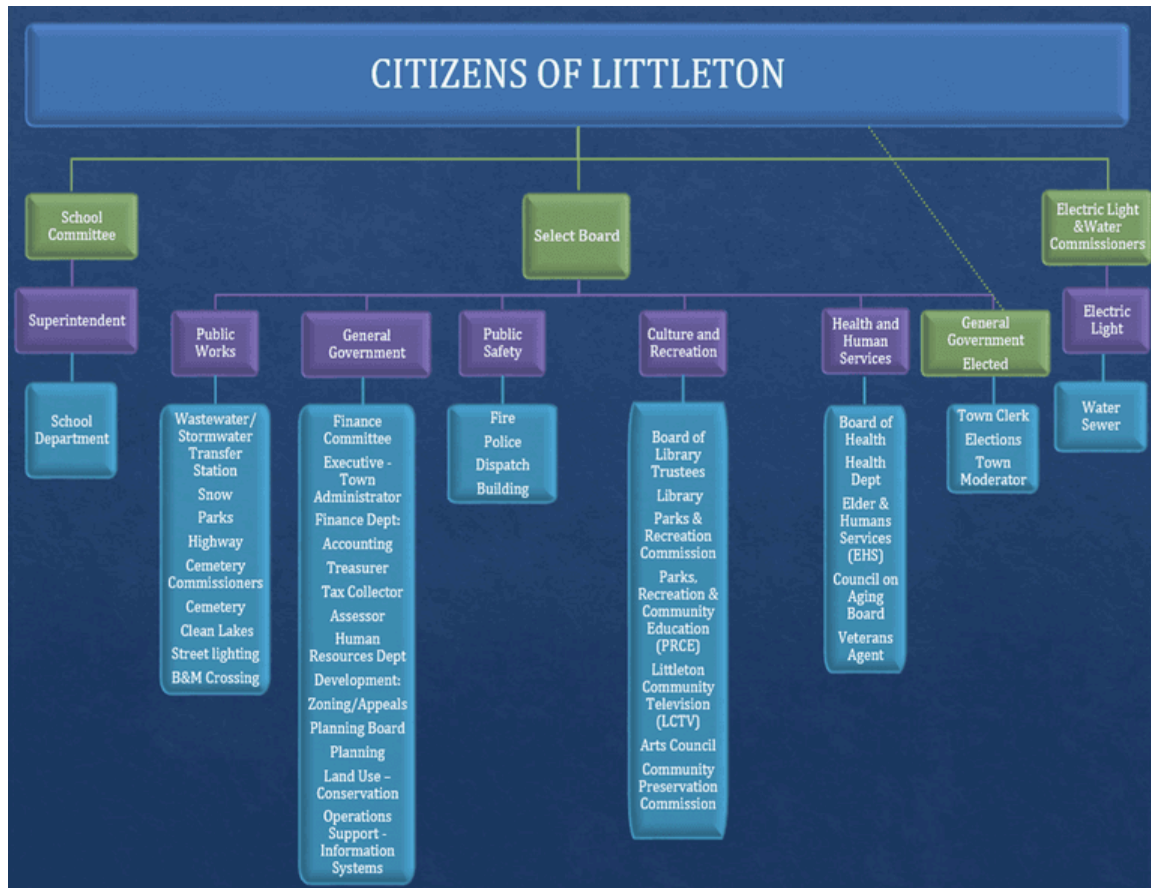 CITIZENS OF LITTLETON
School
Committee
Select Board
Electric Light
&Water
Commissioners
Superintendent
Public
Works
General
Government
Public
Safety
Culture and
Recreation
Health and
Human
Services
General
Government
Elected
Electric
Light
School
Department
Wastewater/
Stormwater
Transfer
Station
Snow
Parks
Highway
Cemetery
Commissioners
Cemetery
Clean Lakes
Street lighting
B&M Crossing
Finance
Committee
Executive -
Town
Administrator
Finance Dept:
Accounting
Treasurer
Tax Collector
Assessor
Human
Resources Dept
Development:
Zoning/Appeals
Planning Board
Planning
Land Use –
Conservation
Operations
Support -
Information
Systems
Fire
Police
Dispatch
Building
Board of
Library
Trustees
Library
Parks &
Recreation
Commission
Parks,
Recreation &
Community
Education
(PRCE)
Littleton
Community
Television
(LCTV)
Arts Council
Community
Preservation
Commission
Board of
Health
Health
Dept
Elder &
Humans
Services
(EHS)
Council on
Aging
Board
Veterans
Agent
Town Clerk
Elections
Town
Moderator
Water
Sewer